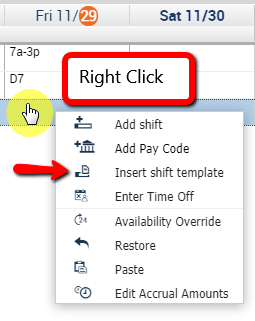 Fri 11/29 Sat 11/30
7a-3p
D7
Right Click
Add shift
Add Pay Code
Insert shift template
Enter Time Off
24 Availability Override
Restore
Paste
Edit Accrual Amounts